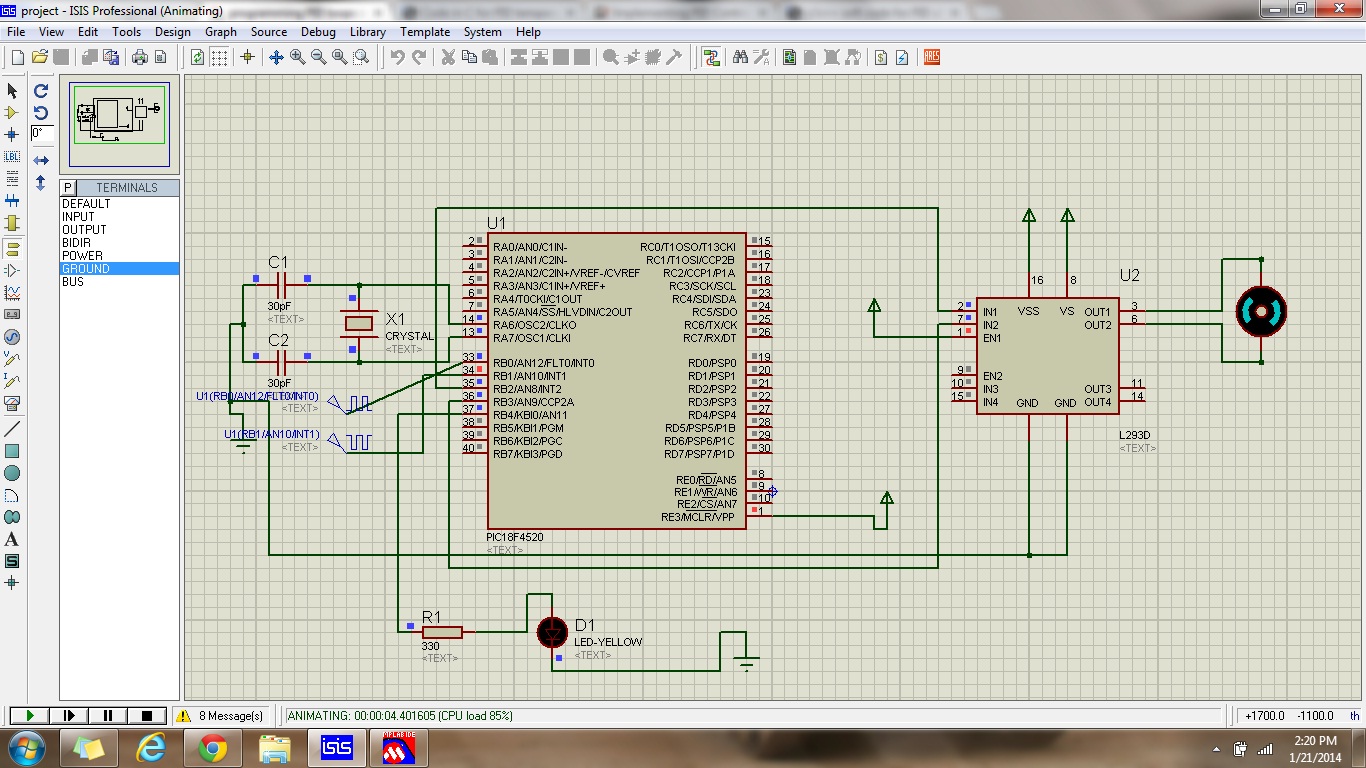 project - ISIS Professional (Animating)
File View Edit Tools Design Graph Source Debug Library Template System Help
LBL
0°
P TERMINALS
DEFAULT
INPUT
OUTPUT
BIDIR
POWER
GROUND
BUS
A
S
ARES
C1
30pF
<TEXT>
C2
30pF
<TEXT>
X1
CRYSTAL
<TEXT>
U1(RB0/AN12/FLT0/INT0)
<TEXT>
U1(RB1/AN10/INT1)
<TEXT>
U1
2 RA0/AN0/C1IN- RC0/T1OSO/T13CKI 15
3 RA1/AN1/C2IN- RC1/T1OSI/CCP2B 16
4 RA2/AN2/C2IN+/VREF-/CVREF RC2/CCP1/P1A 17
5 RA3/AN3/C1IN+/VREF+ RC3/SCK/SCL 18
6 RA4/T0CKI/C1OUT RC4/SDI/SDA 23
7 RA5/AN4/SS/HLVDIN/C2OUT RC5/SDO 24
14 RA6/OSC2/CLKO RC6/TX/CK 25
13 RA7/OSC1/CLKI RC7/RX/DT 26
33 RB0/AN12/FLT0/INT0 RD0/PSP0 19
34 RB1/AN10/INT1 RD1/PSP1 20
35 RB2/AN8/INT2 RD2/PSP2 21
36 RB3/AN9/CCP2A RD3/PSP3 22
37 RB4/KBI0/AN11 RD4/PSP4 27
38 RB5/KBI1/PGM RD5/PSP5/P1B 28
39 RB6/KBI2/PGC RD6/PSP6/P1C 29
40 RB7/KBI3/PGD RD7/PSP7/P1D 30
RE0/RD/AN5 8
RE1/WR/AN6 9
RE2/CS/AN7 10
RE3/MCLR/VPP 1
PIC18F4520
<TEXT>
U2
16 8
VSS VS
2 IN1 OUT1 3
7 IN2 OUT2 6
1 EN1
9 EN2
10 IN3 OUT3 11
15 IN4 OUT4 14
GND GND
L293D
<TEXT>
R1
330
<TEXT>
D1
LED-YELLOW
<TEXT>
8 Message(s) ANIMATING: 00:00:04.401605 (CPU load 85%) +1700.0 -1100.0 th
isis
MPLAB IDE
2:20 PM
1/21/2014